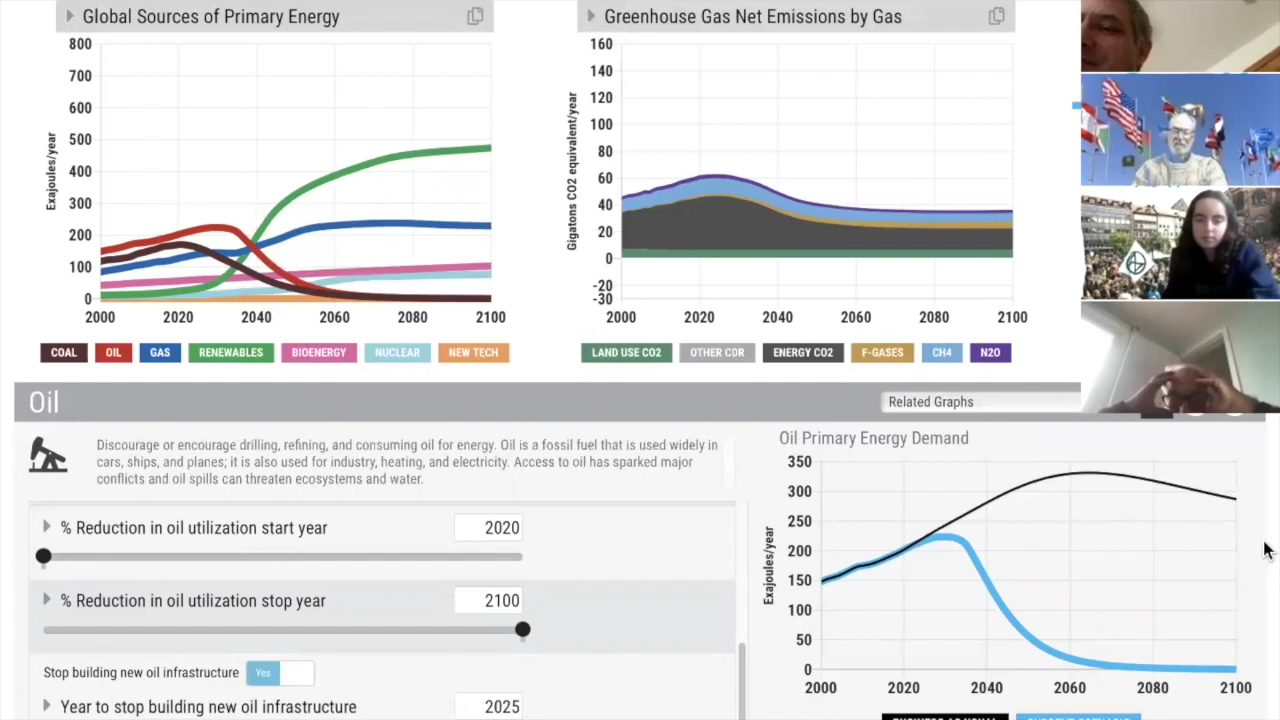 Global Sources of Primary Energy
800
700
600
500
400
300
200
100
0
Exajoules/year
2000 2020 2040 2060 2080 2100
COAL OIL GAS RENEWABLES BIOENERGY NUCLEAR NEW TECH
Greenhouse Gas Net Emissions by Gas
160
140
120
100
80
60
40
20
0
-20
-30
Gigatons CO2 equivalent/year
2000 2020 2040 2060 2080 2100
LAND USE CO2 OTHER CDR ENERGY CO2 F-GASES CH4 N2O
Oil
Related Graphs
Discourage or encourage drilling, refining, and consuming oil for energy. Oil is a fossil fuel that is used widely in
cars, ships, and planes; it is also used for industry, heating, and electricity. Access to oil has sparked major
conflicts and oil spills can threaten ecosystems and water.
% Reduction in oil utilization start year 2020
% Reduction in oil utilization stop year 2100
Stop building new oil infrastructure Yes
Year to stop building new oil infrastructure 2025
Oil Primary Energy Demand
350
300
250
200
150
100
50
0
Exajoules/year
2000 2020 2040 2060 2080 2100